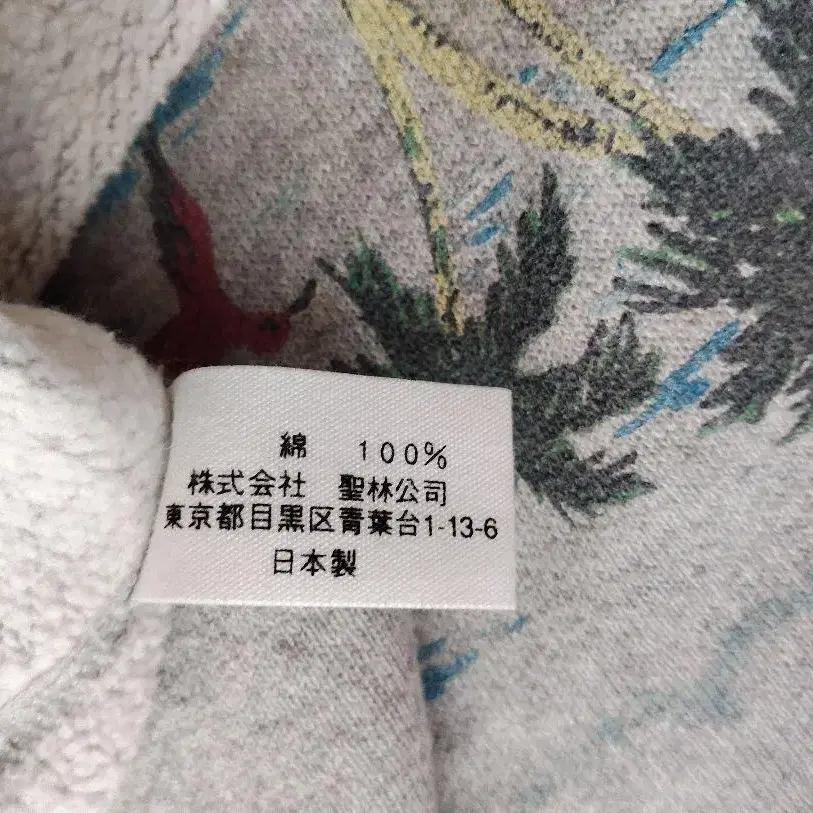 綿 100%
株式会社 聖林公司
東京都目黒区青葉台1-13-6
日本製